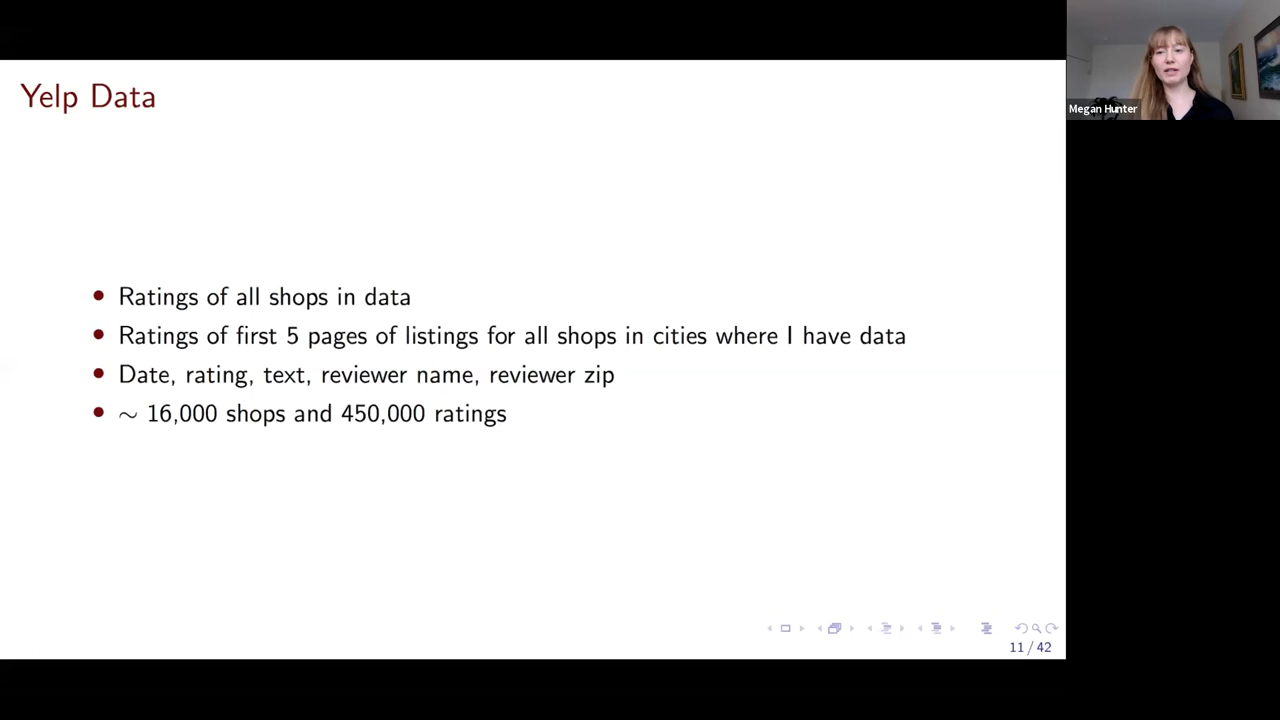 Yelp Data
Megan Hunter
• Ratings of all shops in data
• Ratings of first 5 pages of listings for all shops in cities where I have data
• Date, rating, text, reviewer name, reviewer zip
• ∼ 16,000 shops and 450,000 ratings
11 / 42